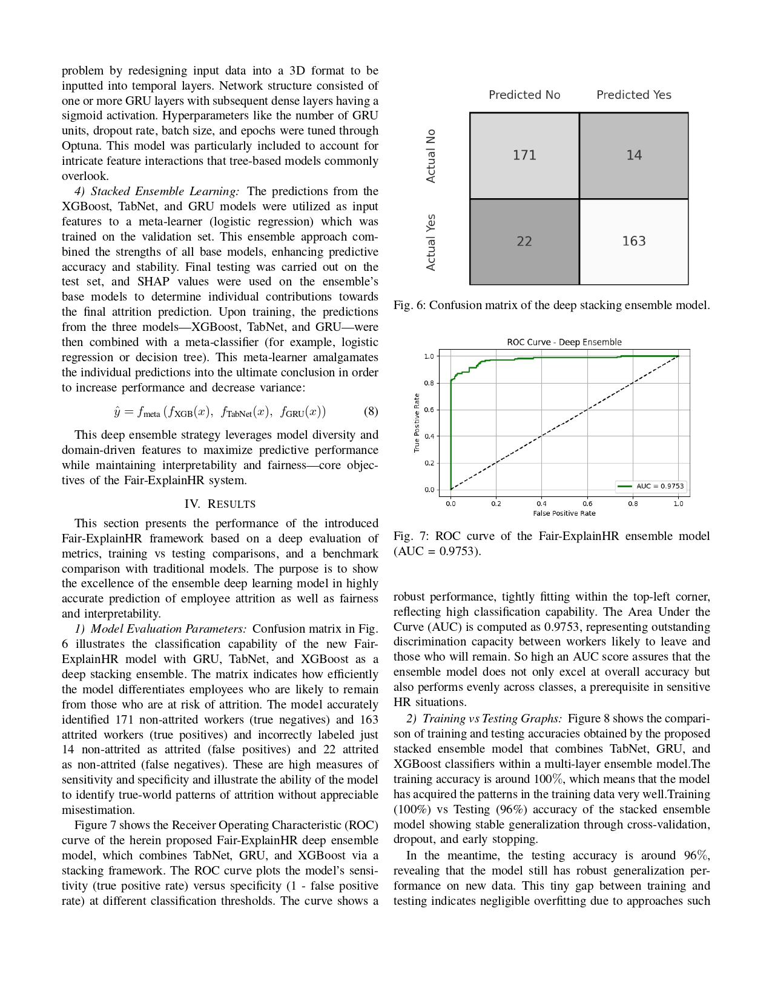 problem by redesigning input data into a 3D format to be
inputted into temporal layers. Network structure consisted of
one or more GRU layers with subsequent dense layers having a
sigmoid activation. Hyperparameters like the number of GRU
units, dropout rate, batch size, and epochs were tuned through
Optuna. This model was particularly included to account for
intricate feature interactions that tree-based models commonly
overlook.
4) Stacked Ensemble Learning: The predictions from the
XGBoost, TabNet, and GRU models were utilized as input
features to a meta-learner (logistic regression) which was
trained on the validation set. This ensemble approach com-
bined the strengths of all base models, enhancing predictive
accuracy and stability. Final testing was carried out on the
test set, and SHAP values were used on the ensemble's
base models to determine individual contributions towards
the final attrition prediction. Upon training, the predictions
from the three models—XGBoost, TabNet, and GRU—were
then combined with a meta-classifier (for example, logistic
regression or decision tree). This meta-learner amalgamates
the individual predictions into the ultimate conclusion in order
to increase performance and decrease variance:
ŷ = f_meta (f_XGB(x), f_TabNet(x), f_GRU(x)) (8)
This deep ensemble strategy leverages model diversity and
domain-driven features to maximize predictive performance
while maintaining interpretability and fairness—core objec-
tives of the Fair-ExplainHR system.
IV. RESULTS
This section presents the performance of the introduced
Fair-ExplainHR framework based on a deep evaluation of
metrics, training vs testing comparisons, and a benchmark
comparison with traditional models. The purpose is to show
the excellence of the ensemble deep learning model in highly
accurate prediction of employee attrition as well as fairness
and interpretability.
1) Model Evaluation Parameters: Confusion matrix in Fig.
6 illustrates the classification capability of the new Fair-
ExplainHR model with GRU, TabNet, and XGBoost as a
deep stacking ensemble. The matrix indicates how efficiently
the model differentiates employees who are likely to remain
from those who are at risk of attrition. The model accurately
identified 171 non-attrited workers (true negatives) and 163
attrited workers (true positives) and incorrectly labeled just
14 non-attrited as attrited (false positives) and 22 attrited
as non-attrited (false negatives). These are high measures of
sensitivity and specificity and illustrate the ability of the model
to identify true-world patterns of attrition without appreciable
misestimation.
Figure 7 shows the Receiver Operating Characteristic (ROC)
curve of the herein proposed Fair-ExplainHR deep ensemble
model, which combines TabNet, GRU, and XGBoost via a
stacking framework. The ROC curve plots the model's sensi-
tivity (true positive rate) versus specificity (1 - false positive
rate) at different classification thresholds. The curve shows a
Predicted No Predicted Yes
Actual No
171 14
Actual Yes
22 163
Fig. 6: Confusion matrix of the deep stacking ensemble model.
ROC Curve - Deep Ensemble
1.0
0.8
0.6
0.4
0.2
0.0
True Positive Rate
AUC = 0.9753
0.0 0.2 0.4 0.6 0.8 1.0
False Positive Rate
Fig. 7: ROC curve of the Fair-ExplainHR ensemble model
(AUC = 0.9753).
robust performance, tightly fitting within the top-left corner,
reflecting high classification capability. The Area Under the
Curve (AUC) is computed as 0.9753, representing outstanding
discrimination capacity between workers likely to leave and
those who will remain. So high an AUC score assures that the
ensemble model does not only excel at overall accuracy but
also performs evenly across classes, a prerequisite in sensitive
HR situations.
2) Training vs Testing Graphs: Figure 8 shows the compari-
son of training and testing accuracies obtained by the proposed
stacked ensemble model that combines TabNet, GRU, and
XGBoost classifiers within a multi-layer ensemble model.The
training accuracy is around 100%, which means that the model
has acquired the patterns in the training data very well.Training
(100%) vs Testing (96%) accuracy of the stacked ensemble
model showing stable generalization through cross-validation,
dropout, and early stopping.
In the meantime, the testing accuracy is around 96%,
revealing that the model still has robust generalization per-
formance on new data. This tiny gap between training and
testing indicates negligible overfitting due to approaches such